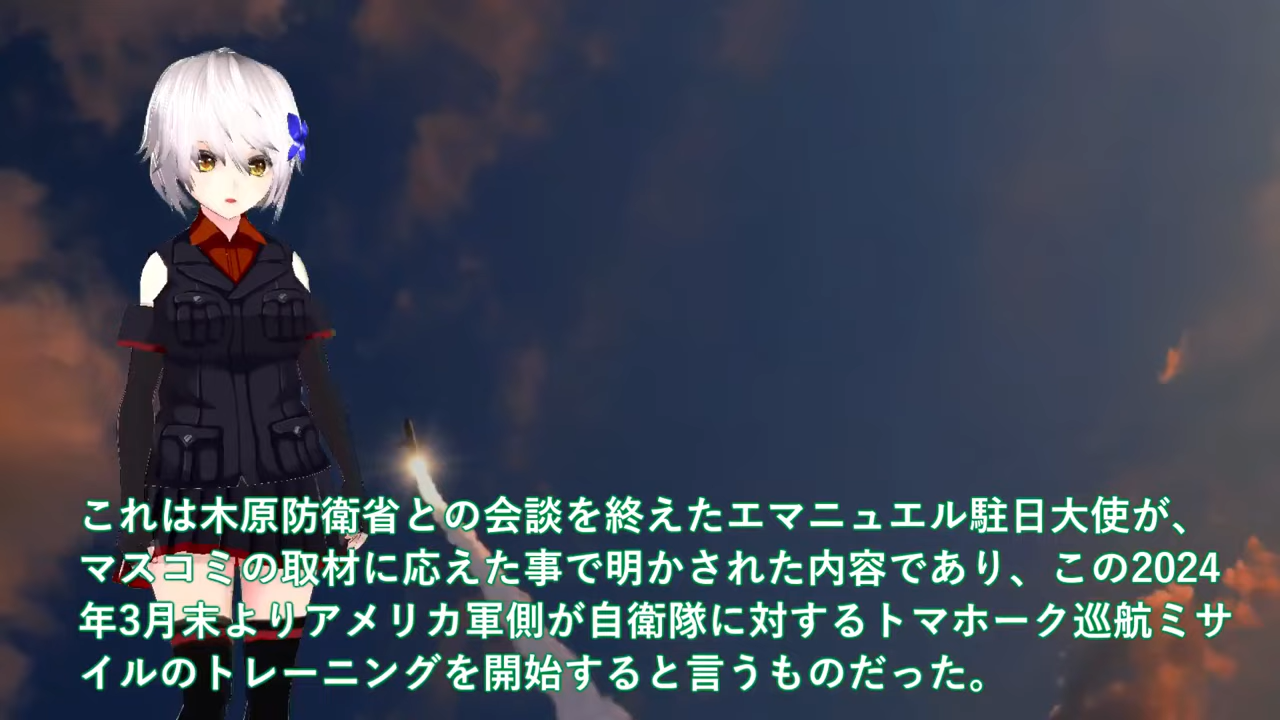 これは木原防衛省との会談を終えたエマニュエル駐日大使が、
マスコミの取材に応えた事で明かされた内容であり、この2024
年3月末よりアメリカ軍側が自衛隊に対するトマホーク巡航ミサ
イルのトレーニングを開始すると言うものだった。